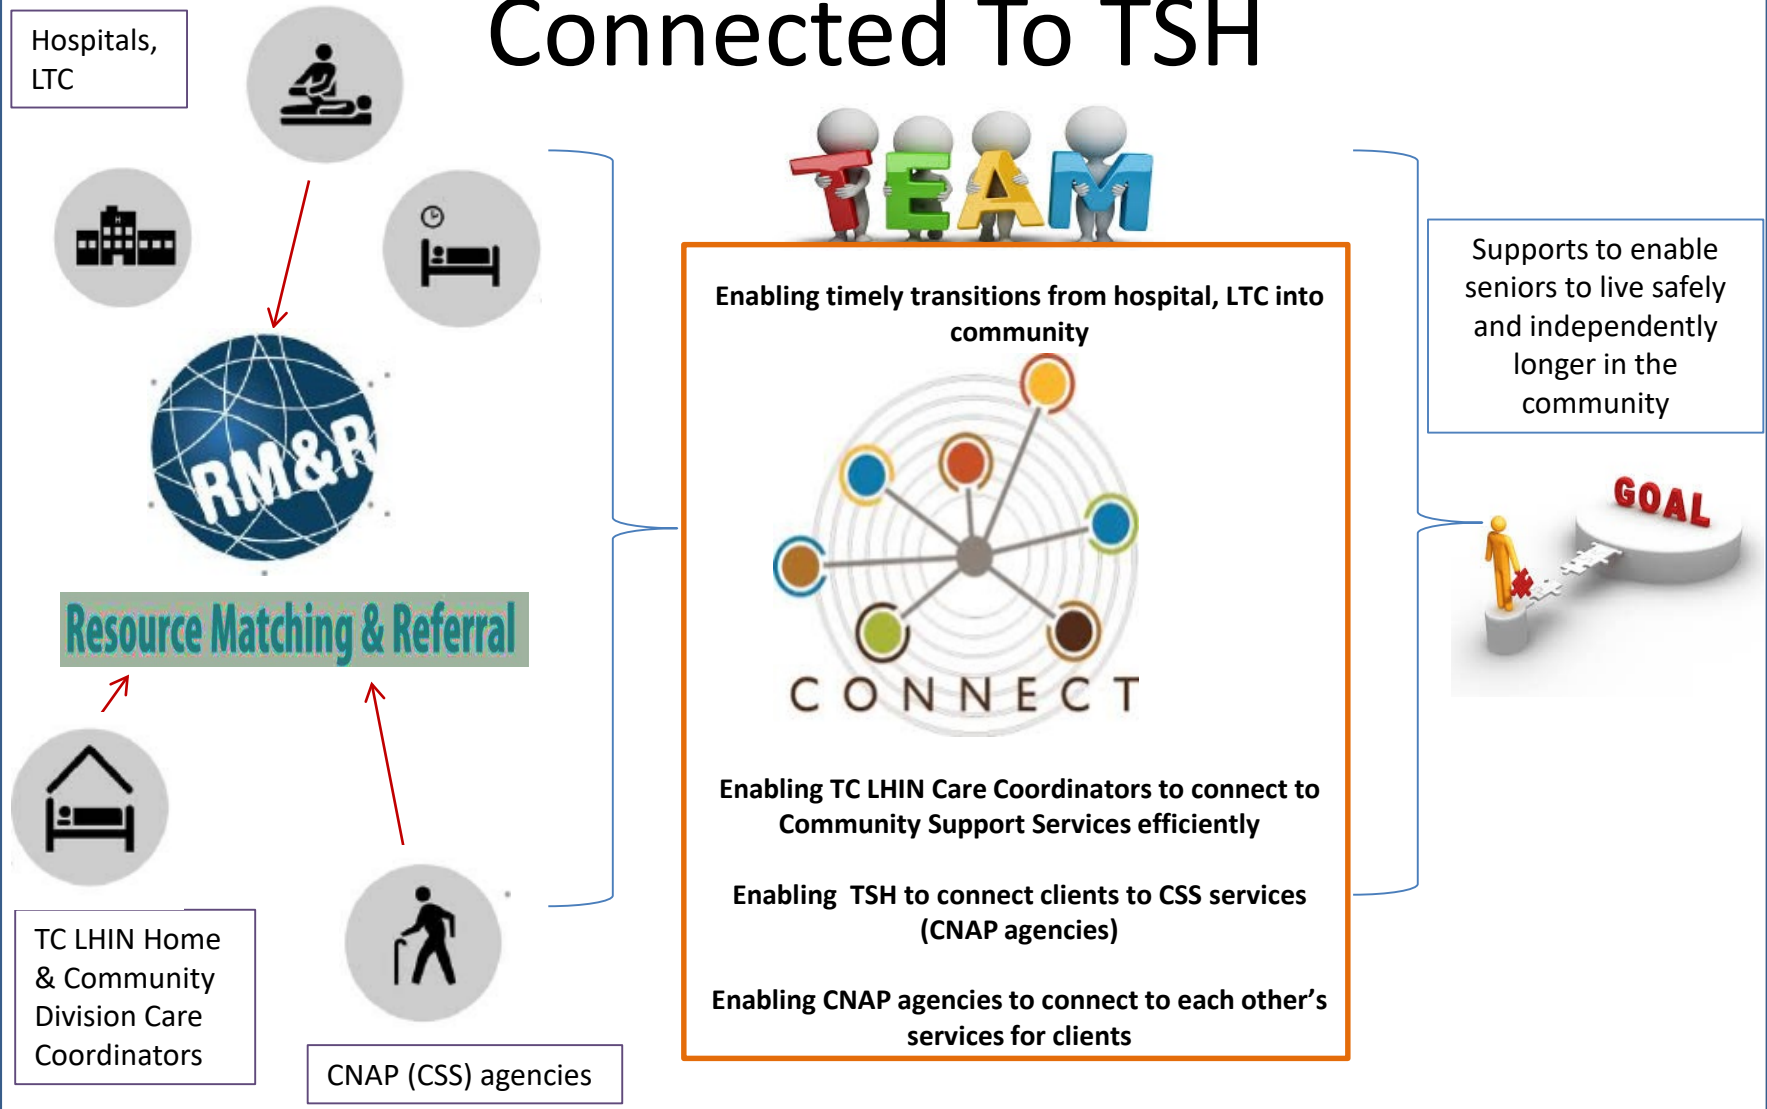 Connected To TSH
Hospitals,
LTC
H
RM&R
Resource Matching & Referral
TC LHIN Home
& Community
Division Care
Coordinators
CNAP (CSS) agencies
TEAM
Enabling timely transitions from hospital, LTC into
community
CONNECT
Enabling TC LHIN Care Coordinators to connect to
Community Support Services efficiently
Enabling TSH to connect clients to CSS services
(CNAP agencies)
Enabling CNAP agencies to connect to each other’s
services for clients
Supports to enable
seniors to live safely
and independently
longer in the
community
GOAL